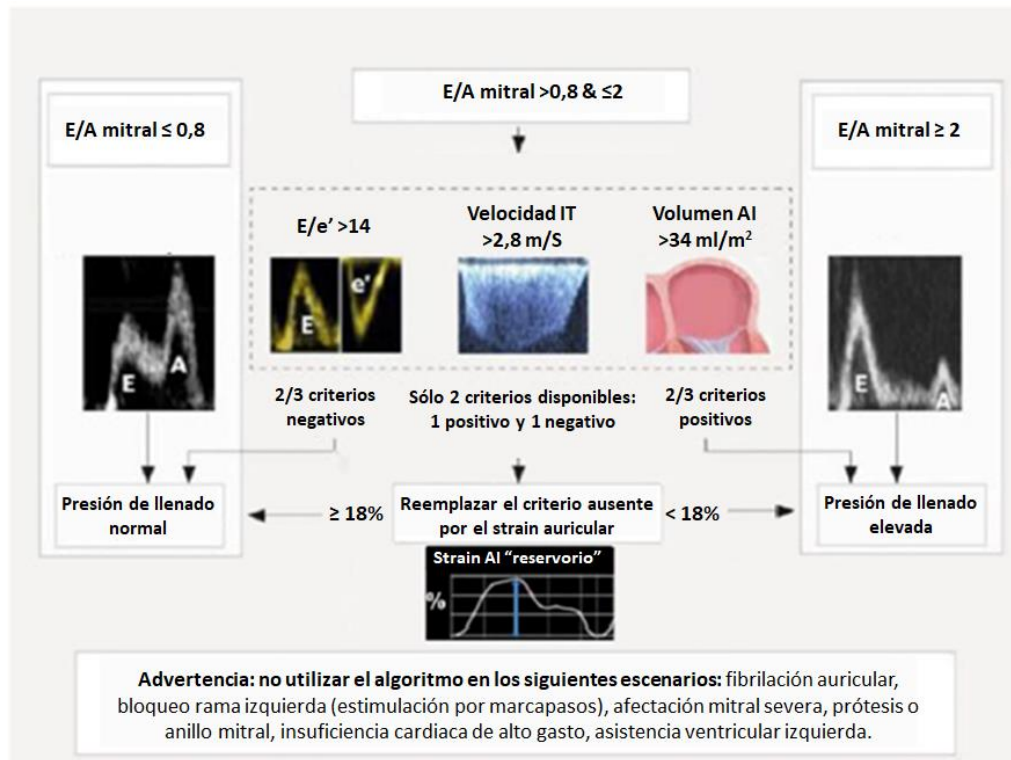 E/A mitral >0,8 & ≤2
E/A mitral ≤ 0,8
E/A mitral ≥ 2
E/e’ >14
Velocidad IT
>2,8 m/S
Volumen AI
>34 ml/m²
E
A
E
e’
E
A
2/3 criterios
negativos
Sólo 2 criterios disponibles:
1 positivo y 1 negativo
2/3 criterios
positivos
Presión de llenado
normal
≥ 18%
Reemplazar el criterio ausente
por el strain auricular
< 18%
Presión de llenado
elevada
Strain AI “reservorio”
%
Advertencia: no utilizar el algoritmo en los siguientes escenarios: fibrilación auricular,
bloqueo rama izquierda (estimulación por marcapasos), afectación mitral severa, prótesis o
anillo mitral, insuficiencia cardiaca de alto gasto, asistencia ventricular izquierda.